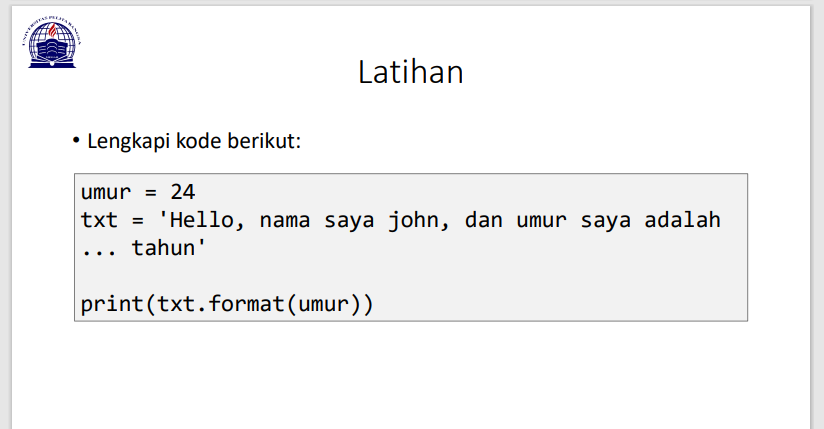 UNIVERSITAS PELITA BANGSA
Latihan
• Lengkapi kode berikut:
umur = 24
txt = 'Hello, nama saya john, dan umur saya adalah
... tahun'
print(txt.format(umur))